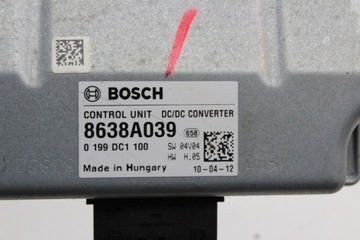 BOSCH
CONTROL UNIT DC/DC CONVERTER
8638A039 658
0 199 DC1 100 SW 04V04
HW H.05
Made in Hungary 10-04-12